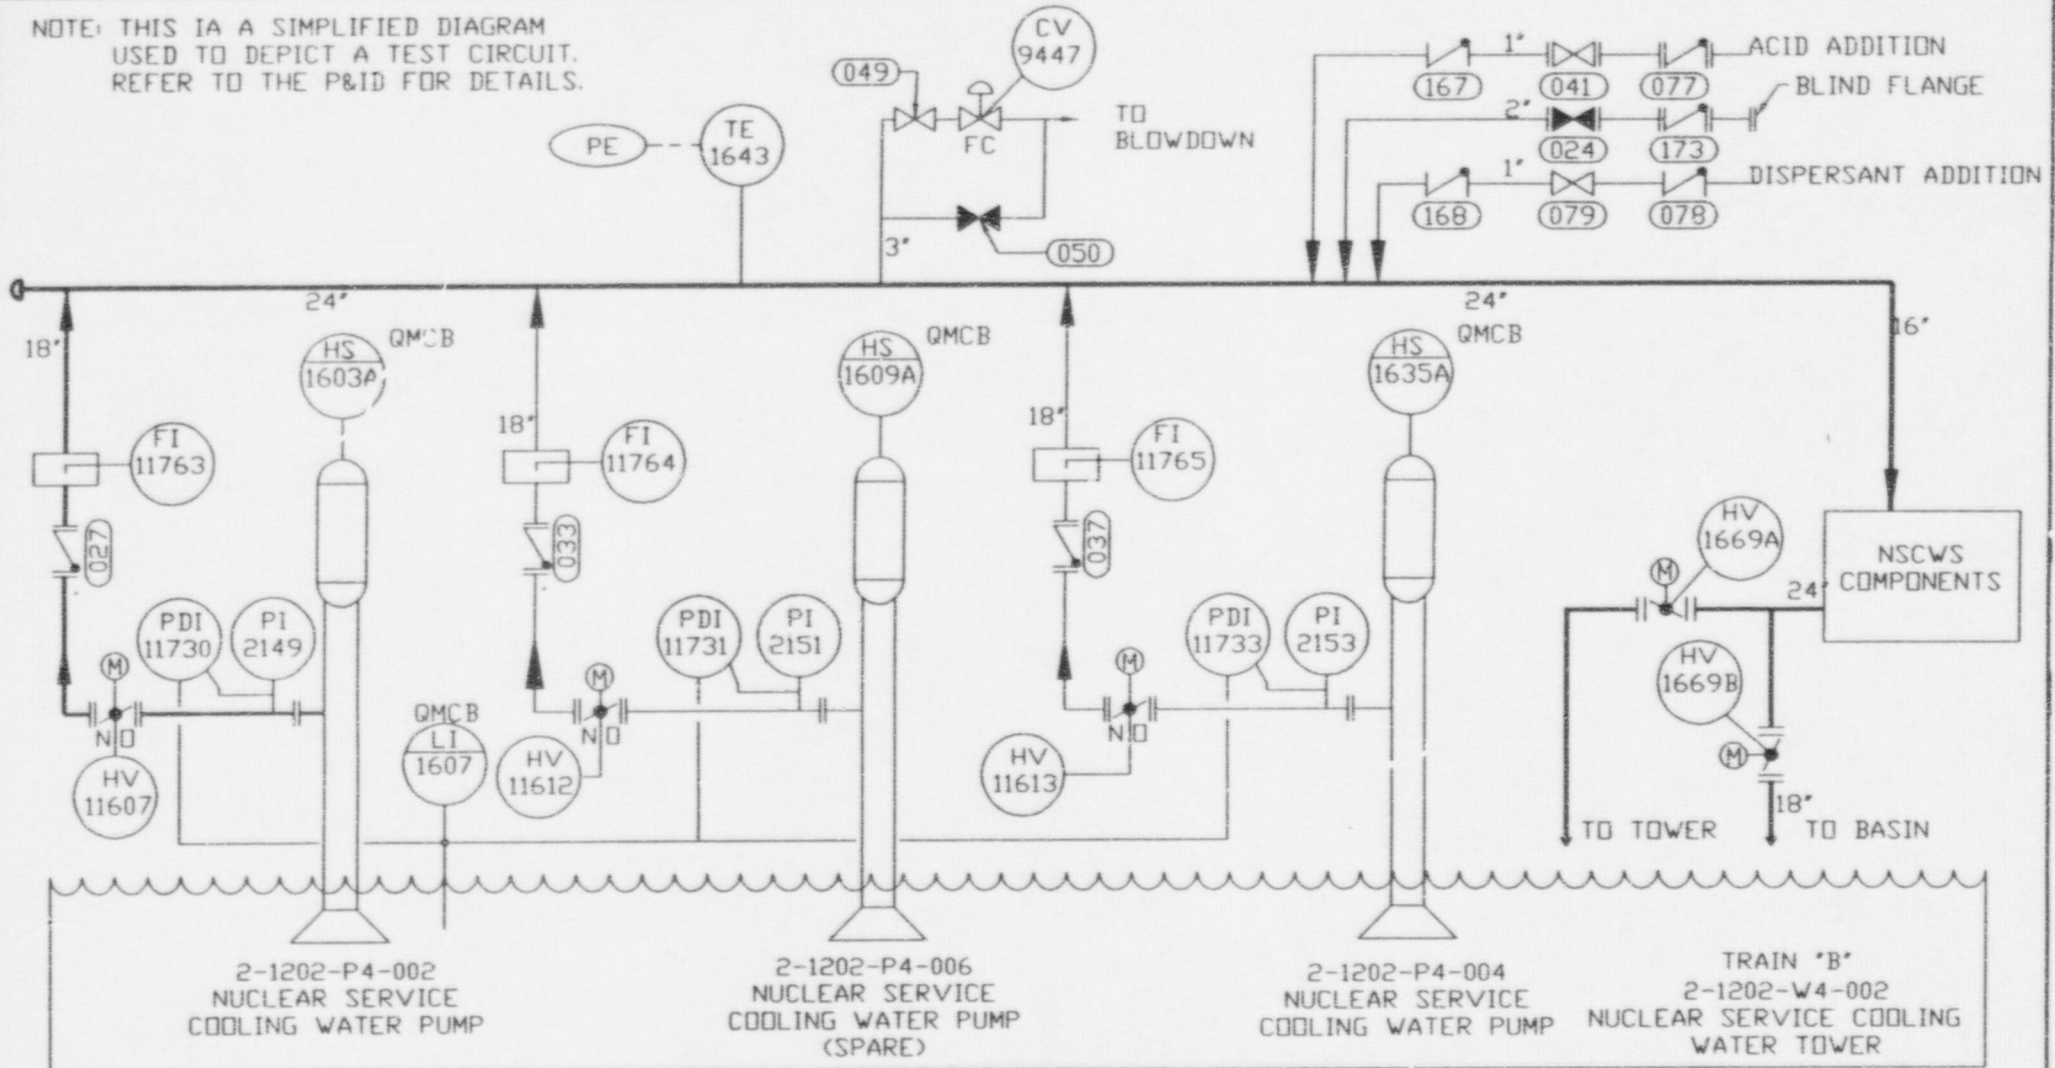 NOTE: THIS IA A SIMPLIFIED DIAGRAM
USED TO DEPICT A TEST CIRCUIT.
REFER TO THE P&ID FOR DETAILS.
CV
9447
049
FC
TO
BLOWDOWN
050
3"
PE
TE
1643
1"
ACID ADDITION
167
041
077
BLIND FLANGE
2"
024
173
1"
DISPERSANT ADDITION
168
079
078
24"
24"
16"
18"
HS
1603A
QMCB
HS
1609A
QMCB
HS
1635A
QMCB
FI
11763
18"
FI
11764
18"
FI
11765
027
033
037
PDI
11730
PI
2149
PDI
11731
PI
2151
PDI
11733
PI
2153
M
NO
HV
11607
QMCB
LI
1607
M
NO
HV
11612
M
NO
HV
11613
HV
1669A
M
NSCWS
COMPONENTS
24"
HV
1669B
M
18"
TO TOWER
TO BASIN
2-1202-P4-002
NUCLEAR SERVICE
COOLING WATER PUMP
2-1202-P4-006
NUCLEAR SERVICE
COOLING WATER PUMP
(SPARE)
2-1202-P4-004
NUCLEAR SERVICE
COOLING WATER PUMP
TRAIN "B"
2-1202-W4-002
NUCLEAR SERVICE COOLING
WATER TOWER